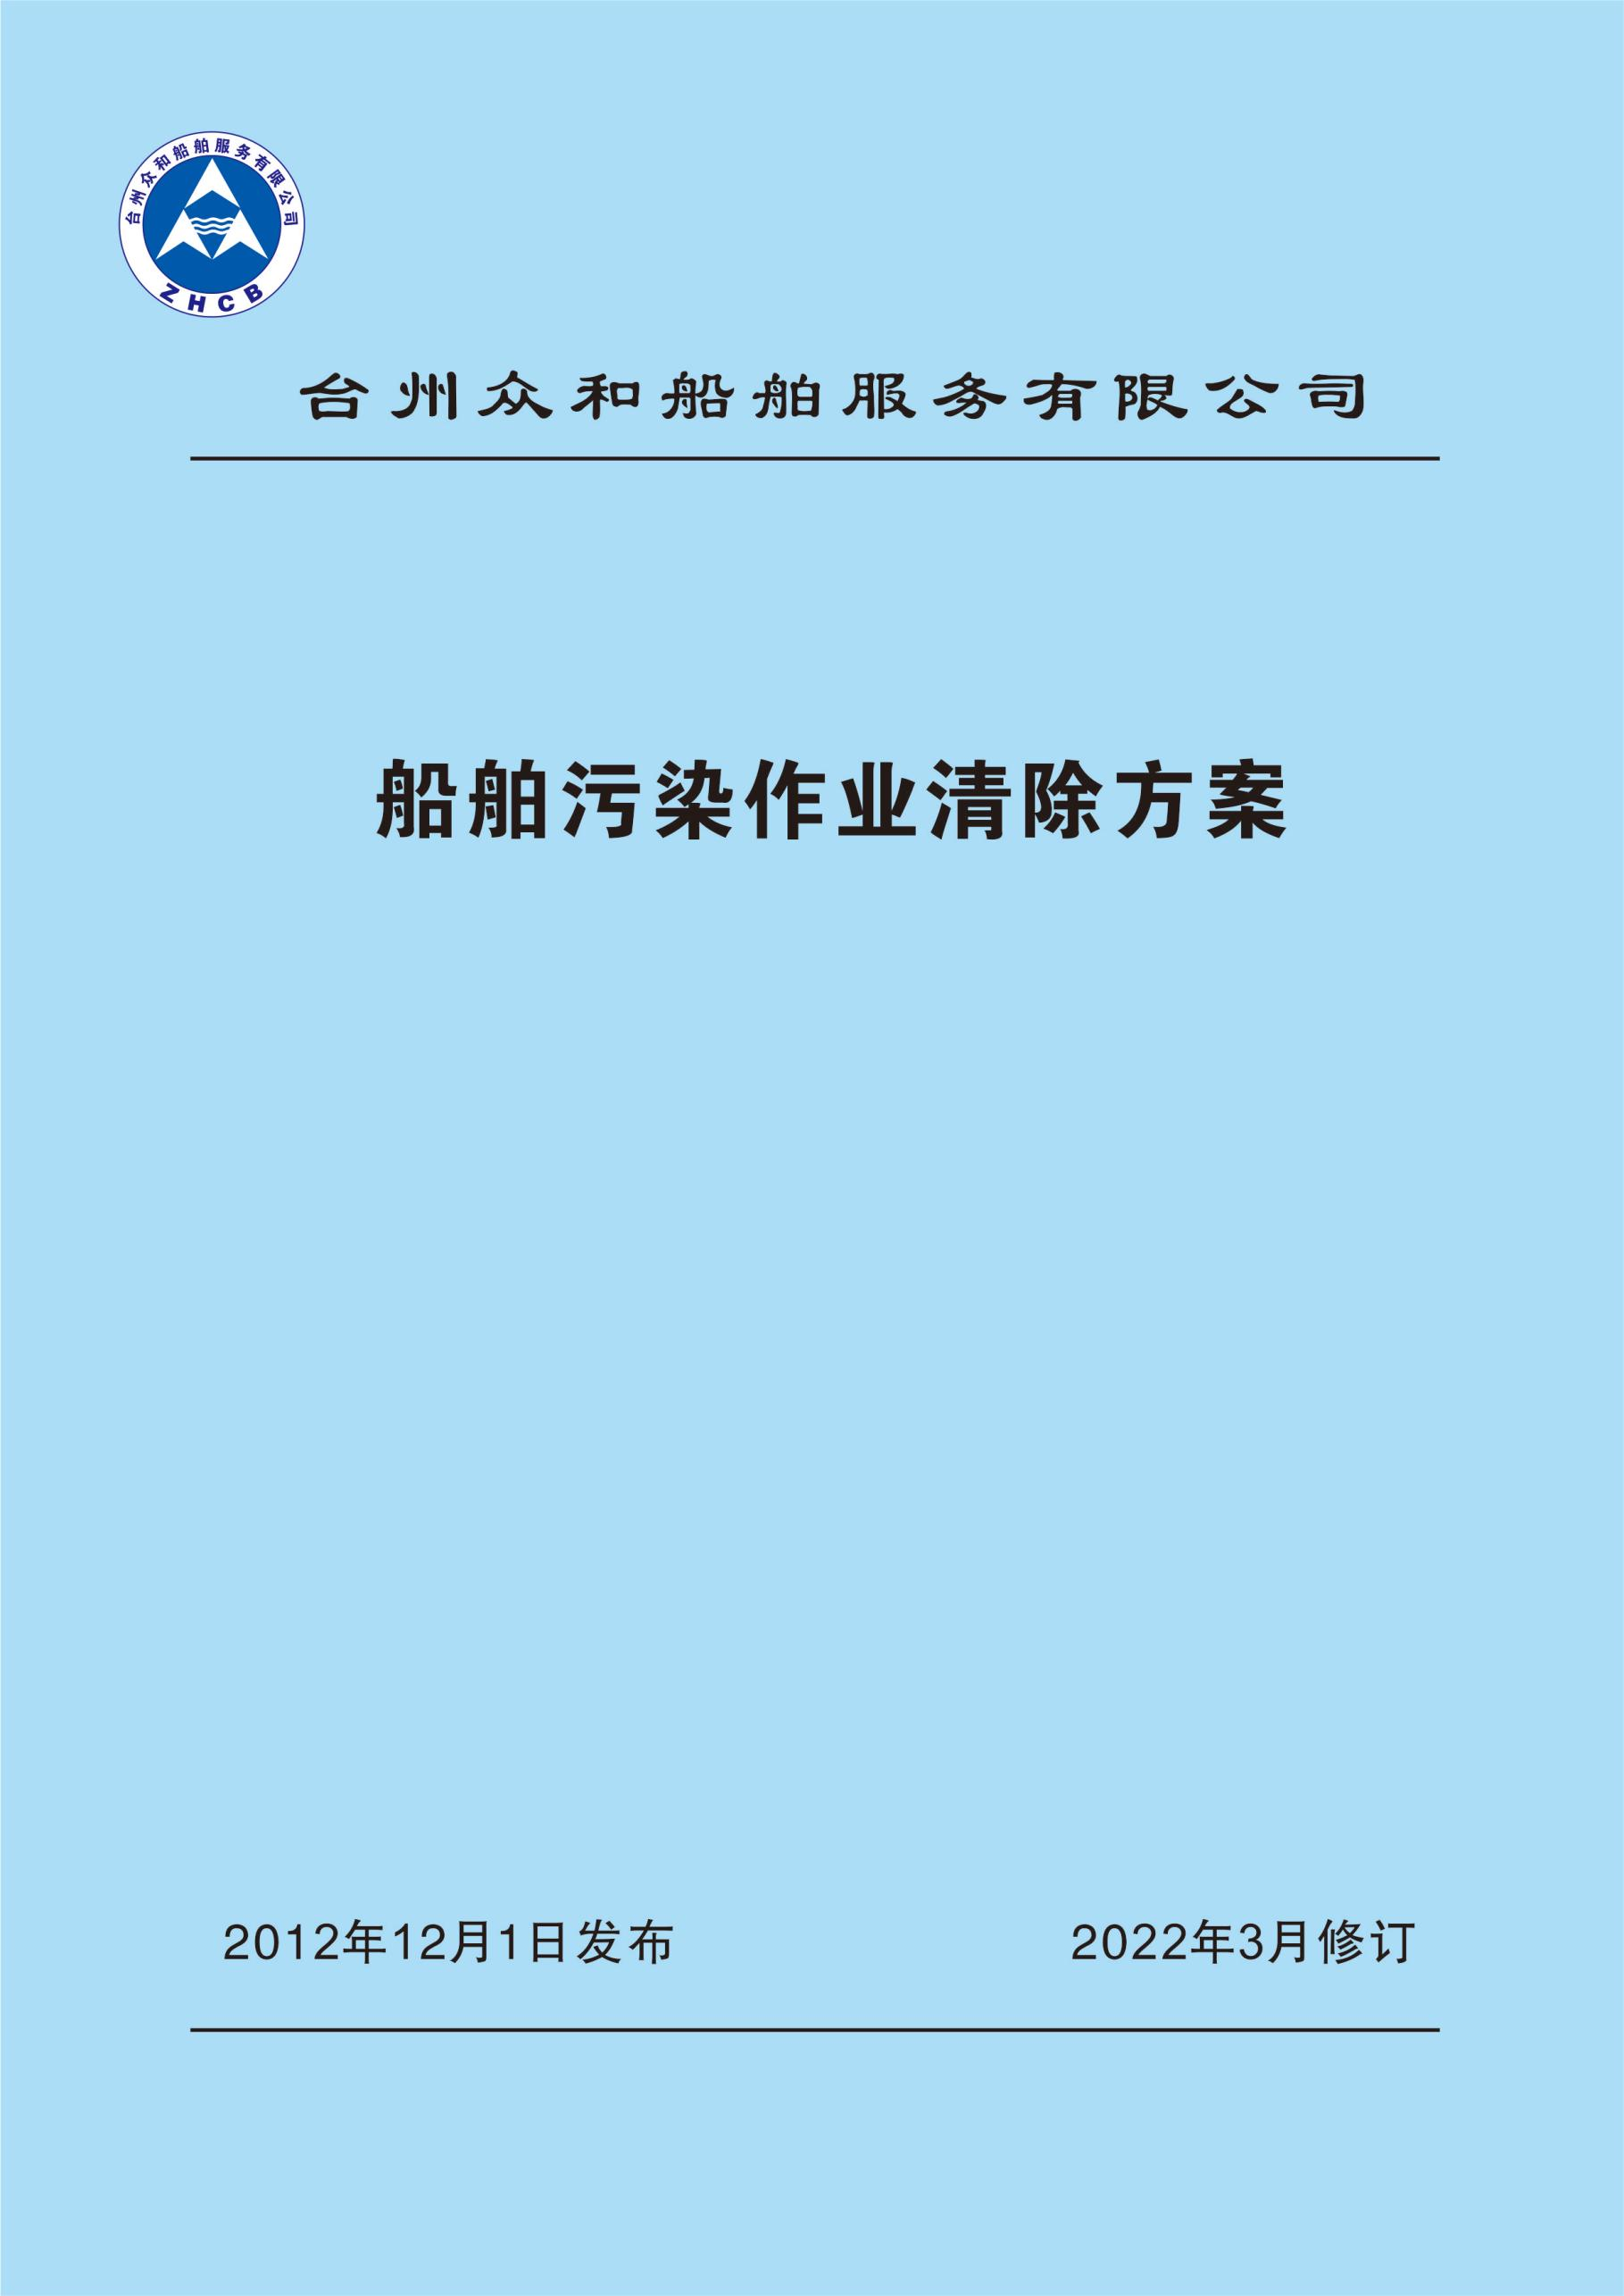 台州众和船舶服务有限公司
ZHCB
台州众和船舶服务有限公司
船舶污染作业清除方案
2012年12月1日发布
2022年3月修订